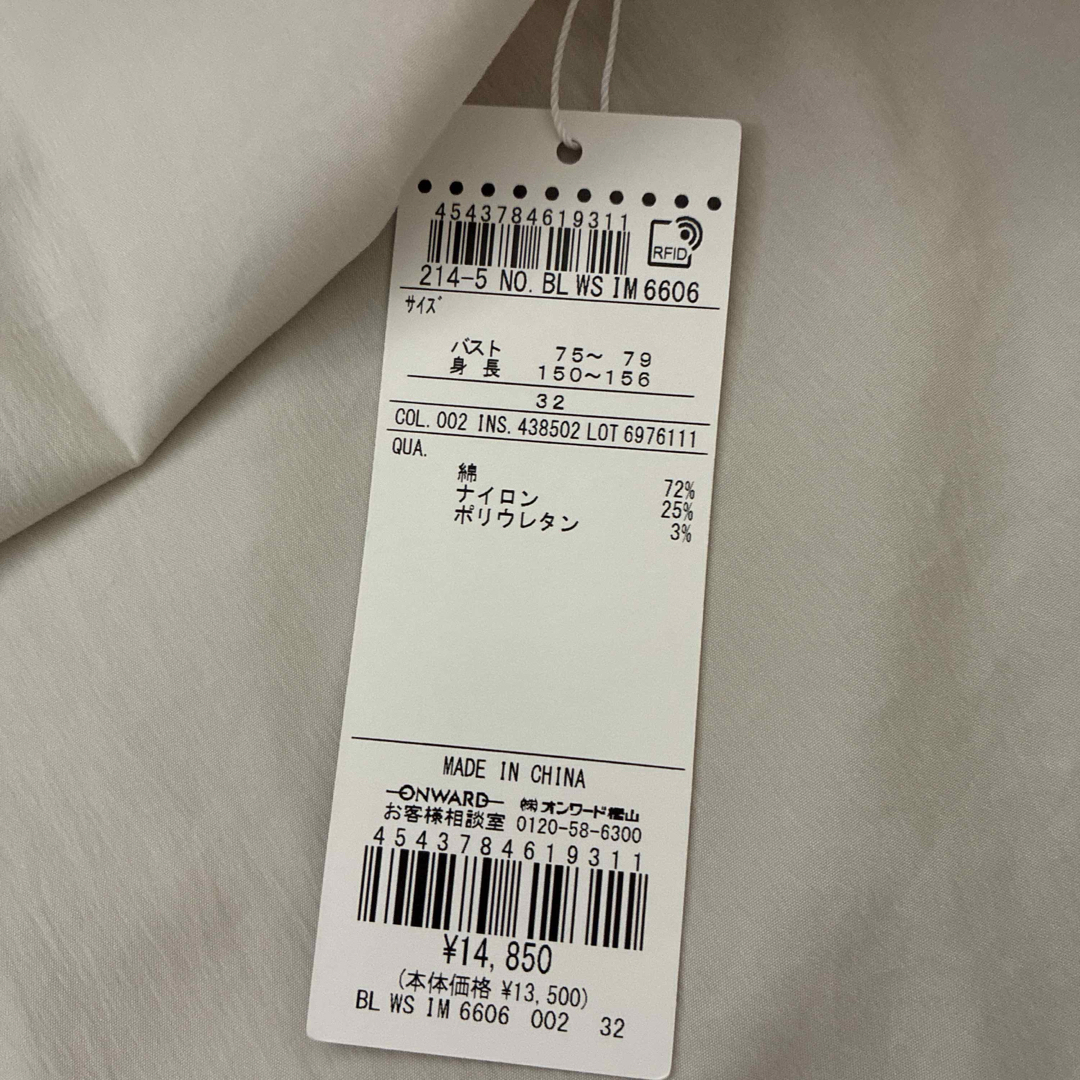 4543784619311
RFID
214-5 NO. BL WS IM 6606
サイズ
バスト 75～ 79
身長 150～156
32
COL. 002 INS. 438502 LOT 6976111
QUA.
綿 72%
ナイロン 25%
ポリウレタン 3%
MADE IN CHINA
ONWARD ㈱オンワード樫山
お客様相談室 0120-58-6300
4543784619311
¥14,850
(本体価格 ¥13,500)
BL WS IM 6606 002 32